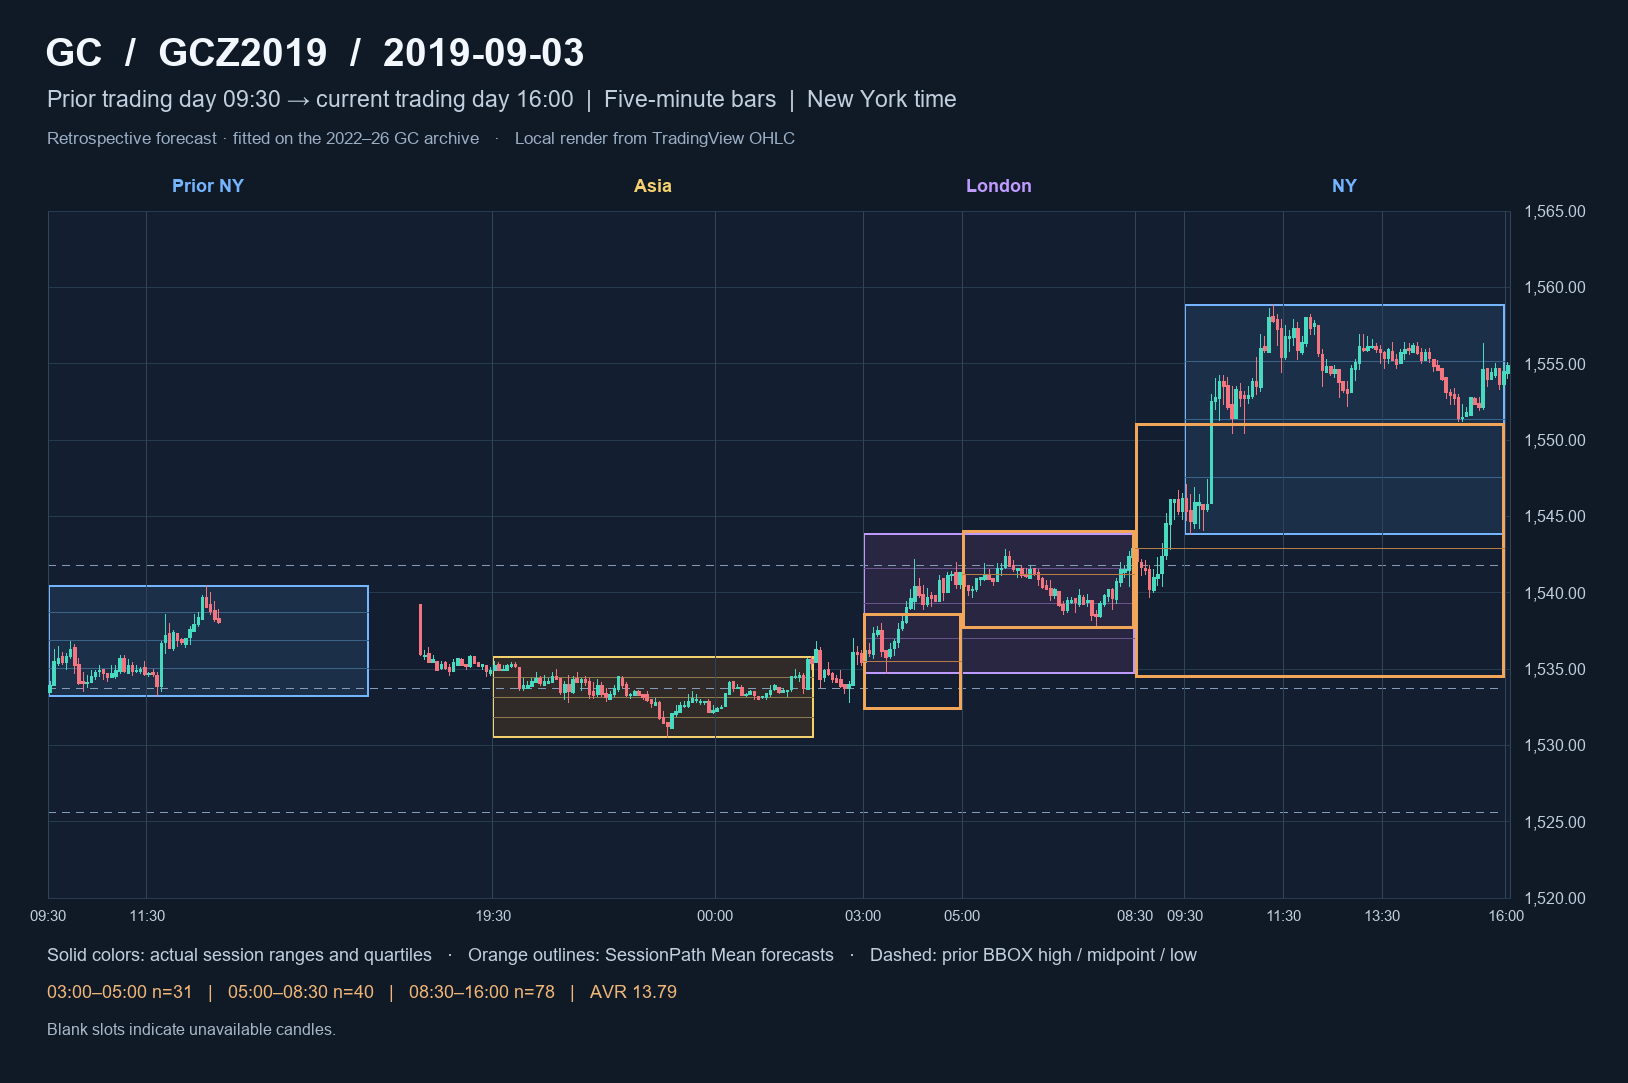 GC / GCZ2019 / 2019-09-03
Prior trading day 09:30 → current trading day 16:00 | Five-minute bars | New York time
Retrospective forecast · fitted on the 2022–26 GC archive · Local render from TradingView OHLC
Prior NY Asia London NY
1,565.00
1,560.00
1,555.00
1,550.00
1,545.00
1,540.00
1,535.00
1,530.00
1,525.00
1,520.00
09:30 11:30 19:30 00:00 03:00 05:00 08:30 09:30 11:30 13:30 16:00
Solid colors: actual session ranges and quartiles · Orange outlines: SessionPath Mean forecasts · Dashed: prior BBOX high / midpoint / low
03:00–05:00 n=31 | 05:00–08:30 n=40 | 08:30–16:00 n=78 | AVR 13.79
Blank slots indicate unavailable candles.